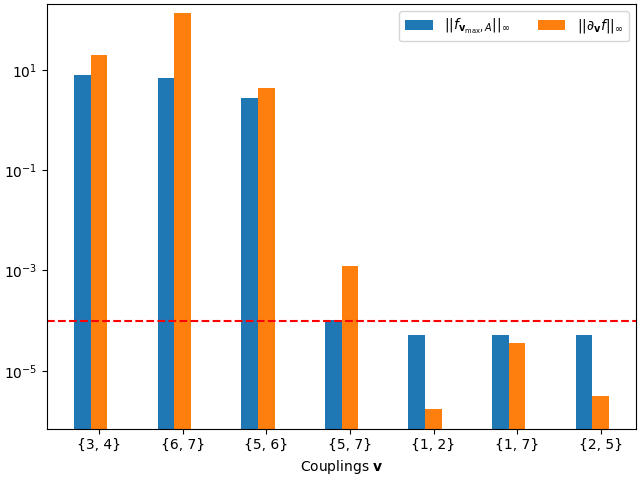 ||f_{𝐯_max, A}||_∞ ||∂_𝐯 f||_∞
10^1
10^{-1}
10^{-3}
10^{-5}
{3, 4} {6, 7} {5, 6} {5, 7} {1, 2} {1, 7} {2, 5}
Couplings 𝐯